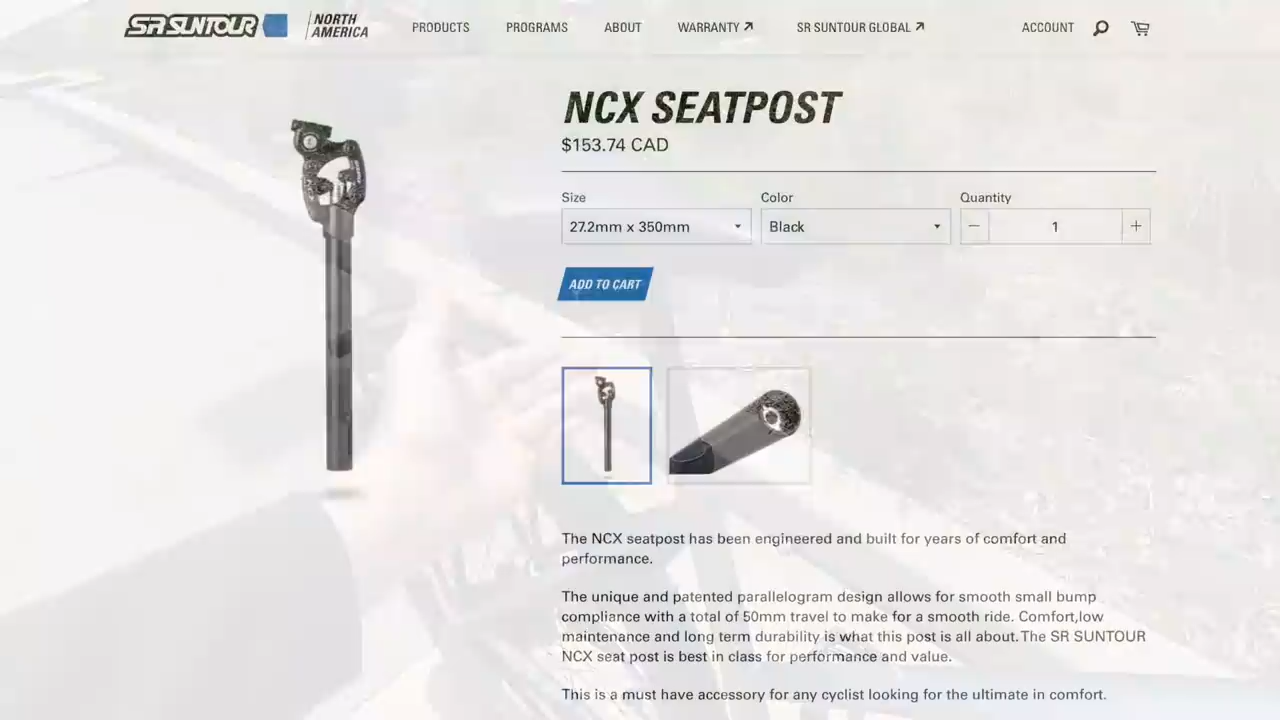 SR SUNTOUR
NORTH AMERICA
PRODUCTS
PROGRAMS
ABOUT
WARRANTY
SR SUNTOUR GLOBAL
ACCOUNT
NCX SEATPOST
$153.74 CAD
Size
Color
Quantity
27.2mm x 350mm
Black
1
ADD TO CART
The NCX seatpost has been engineered and built for years of comfort and
performance.
The unique and patented parallelogram design allows for smooth small bump
compliance with a total of 50mm travel to make for a smooth ride. Comfort,low
maintenance and long term durability is what this post is all about. The SR SUNTOUR
NCX seat post is best in class for performance and value.
This is a must have accessory for any cyclist looking for the ultimate in comfort.